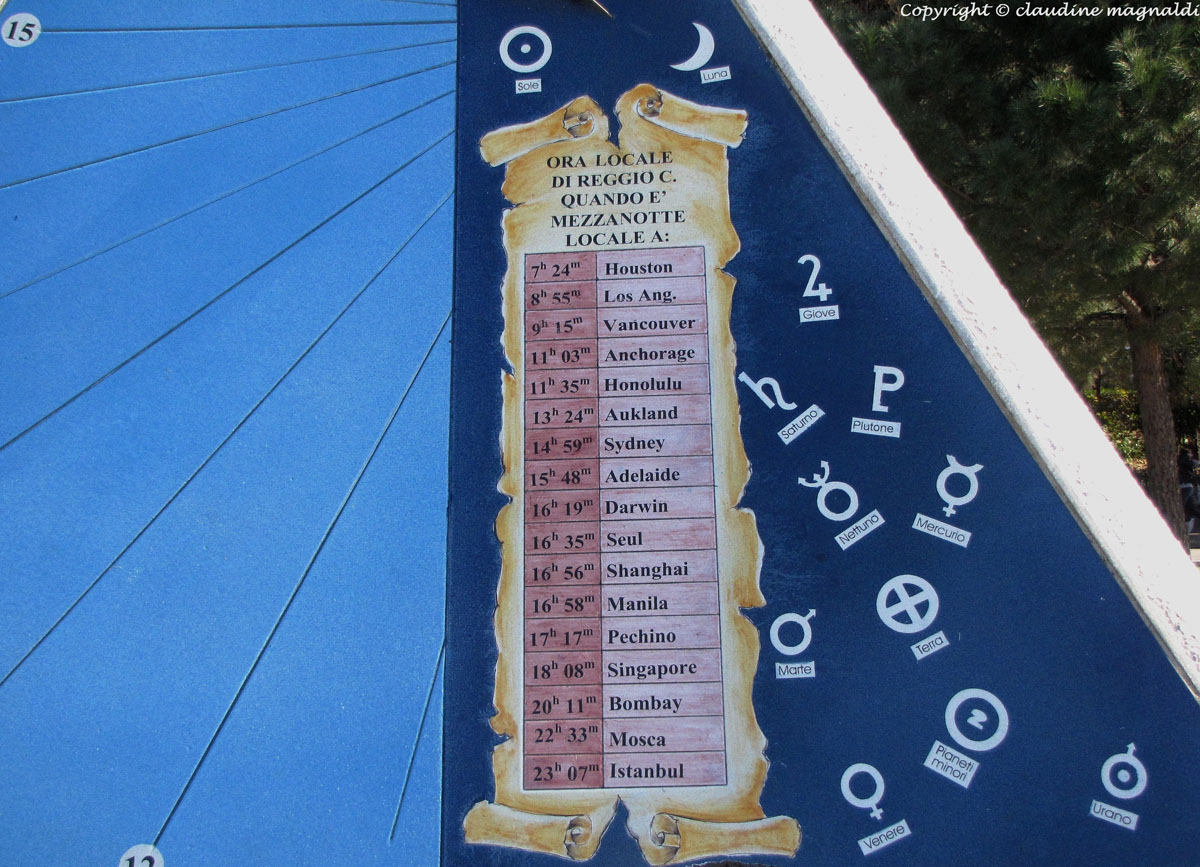 Copyright © claudine magnaldi
15
Sole
Luna
ORA LOCALE
DI REGGIO C.
QUANDO E'
MEZZANOTTE
LOCALE A:
7h 24m Houston
8h 55m Los Ang.
9h 15m Vancouver
11h 03m Anchorage
11h 35m Honolulu
13h 24m Aukland
14h 59m Sydney
15h 48m Adelaide
16h 19m Darwin
16h 35m Seul
16h 56m Shanghai
16h 58m Manila
17h 17m Pechino
18h 08m Singapore
20h 11m Bombay
22h 33m Mosca
23h 07m Istanbul
Giove
Saturno
Plutone
Nettuno
Mercurio
Terra
Marte
Pianeti
minori
Venere
Urano